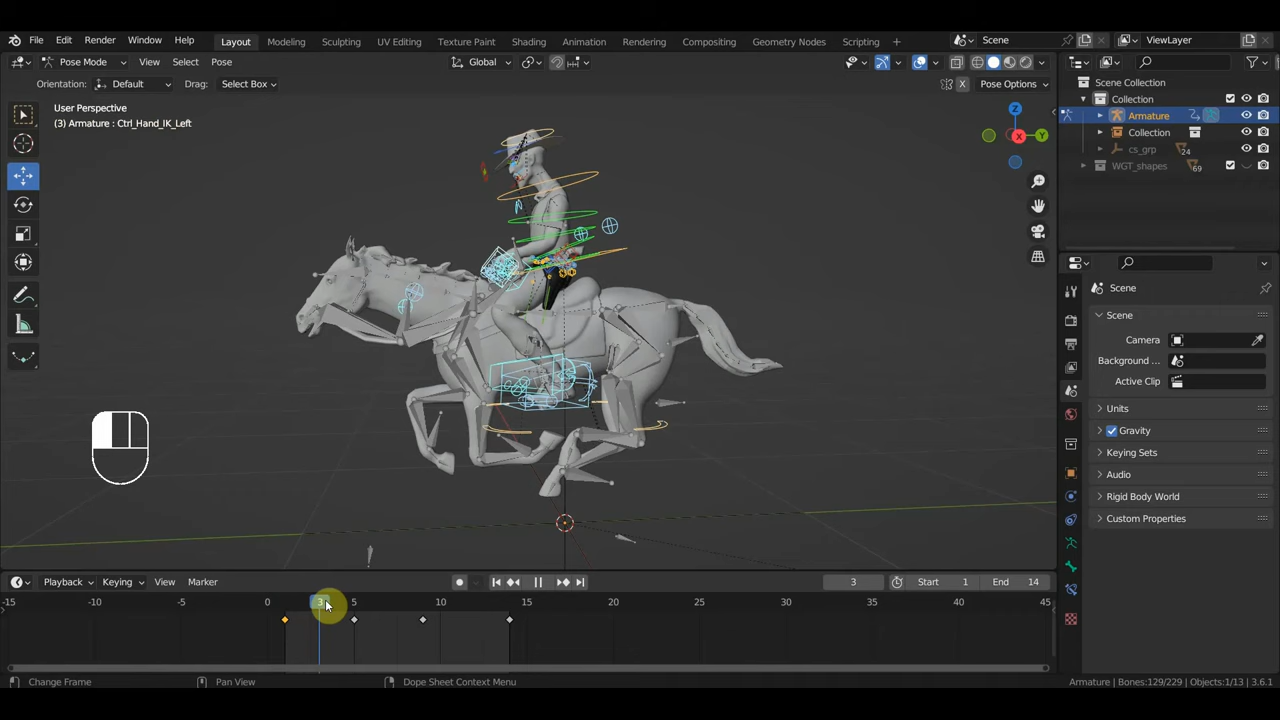 File Edit Render Window Help Layout Modeling Sculpting UV Editing Texture Paint Shading Animation Rendering Compositing Geometry Nodes Scripting + Scene ViewLayer
Pose Mode View Select Pose Global
Orientation: Default Drag: Select Box X Pose Options
User Perspective
(3) Armature : Ctrl_Hand_IK_Left
Z
X
Y
Scene Collection
Collection
Armature
Collection
cs_grp 24
WGT_shapes 69
Scene
Scene
Camera
Background ...
Active Clip
Units
Gravity
Keying Sets
Audio
Rigid Body World
Custom Properties
Playback Keying View Marker 3 Start 1 End 14
-15 -10 -5 0 3 5 10 15 20 25 30 35 40 45
Change Frame Pan View Dope Sheet Context Menu Armature | Bones:129/229 | Objects:1/13 | 3.6.1